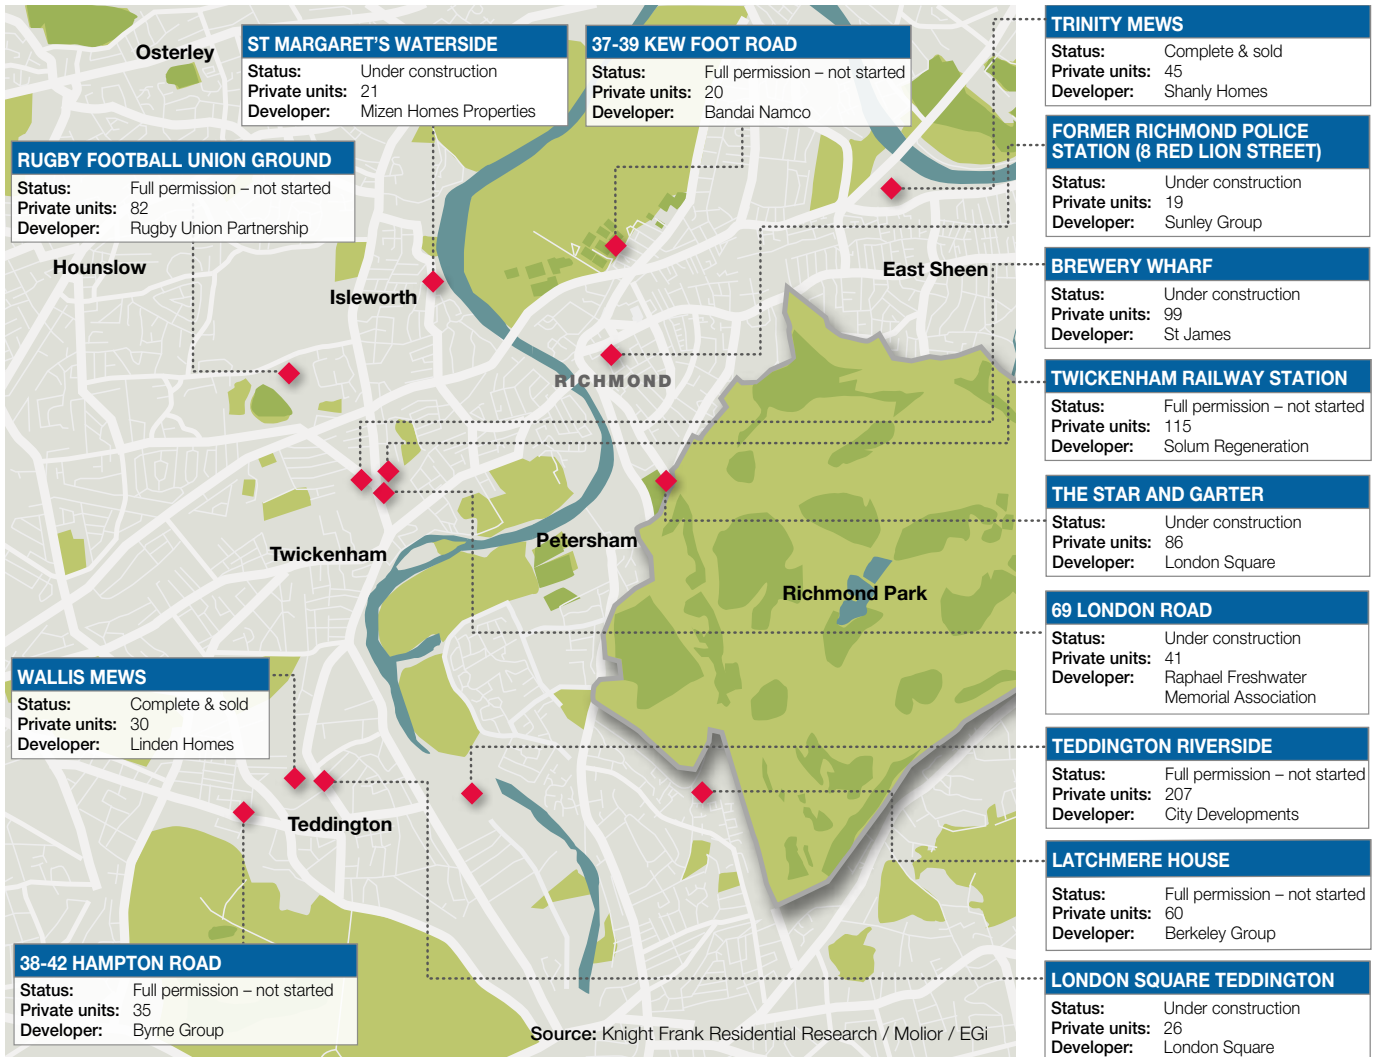 Osterley
ST MARGARET'S WATERSIDE
Status: Under construction
Private units: 21
Developer: Mizen Homes Properties
37-39 KEW FOOT ROAD
Status: Full permission – not started
Private units: 20
Developer: Bandai Namco
TRINITY MEWS
Status: Complete & sold
Private units: 45
Developer: Shanly Homes
FORMER RICHMOND POLICE
STATION (8 RED LION STREET)
Status: Under construction
Private units: 19
Developer: Sunley Group
RUGBY FOOTBALL UNION GROUND
Status: Full permission – not started
Private units: 82
Developer: Rugby Union Partnership
Hounslow
Isleworth
East Sheen
BREWERY WHARF
Status: Under construction
Private units: 99
Developer: St James
RICHMOND
TWICKENHAM RAILWAY STATION
Status: Full permission – not started
Private units: 115
Developer: Solum Regeneration
THE STAR AND GARTER
Status: Under construction
Private units: 86
Developer: London Square
Twickenham
Petersham
Richmond Park
69 LONDON ROAD
Status: Under construction
Private units: 41
Developer: Raphael Freshwater
Memorial Association
WALLIS MEWS
Status: Complete & sold
Private units: 30
Developer: Linden Homes
TEDDINGTON RIVERSIDE
Status: Full permission – not started
Private units: 207
Developer: City Developments
Teddington
LATCHMERE HOUSE
Status: Full permission – not started
Private units: 60
Developer: Berkeley Group
38-42 HAMPTON ROAD
Status: Full permission – not started
Private units: 35
Developer: Byrne Group
LONDON SQUARE TEDDINGTON
Status: Under construction
Private units: 26
Developer: London Square
Source: Knight Frank Residential Research / Molior / EGi